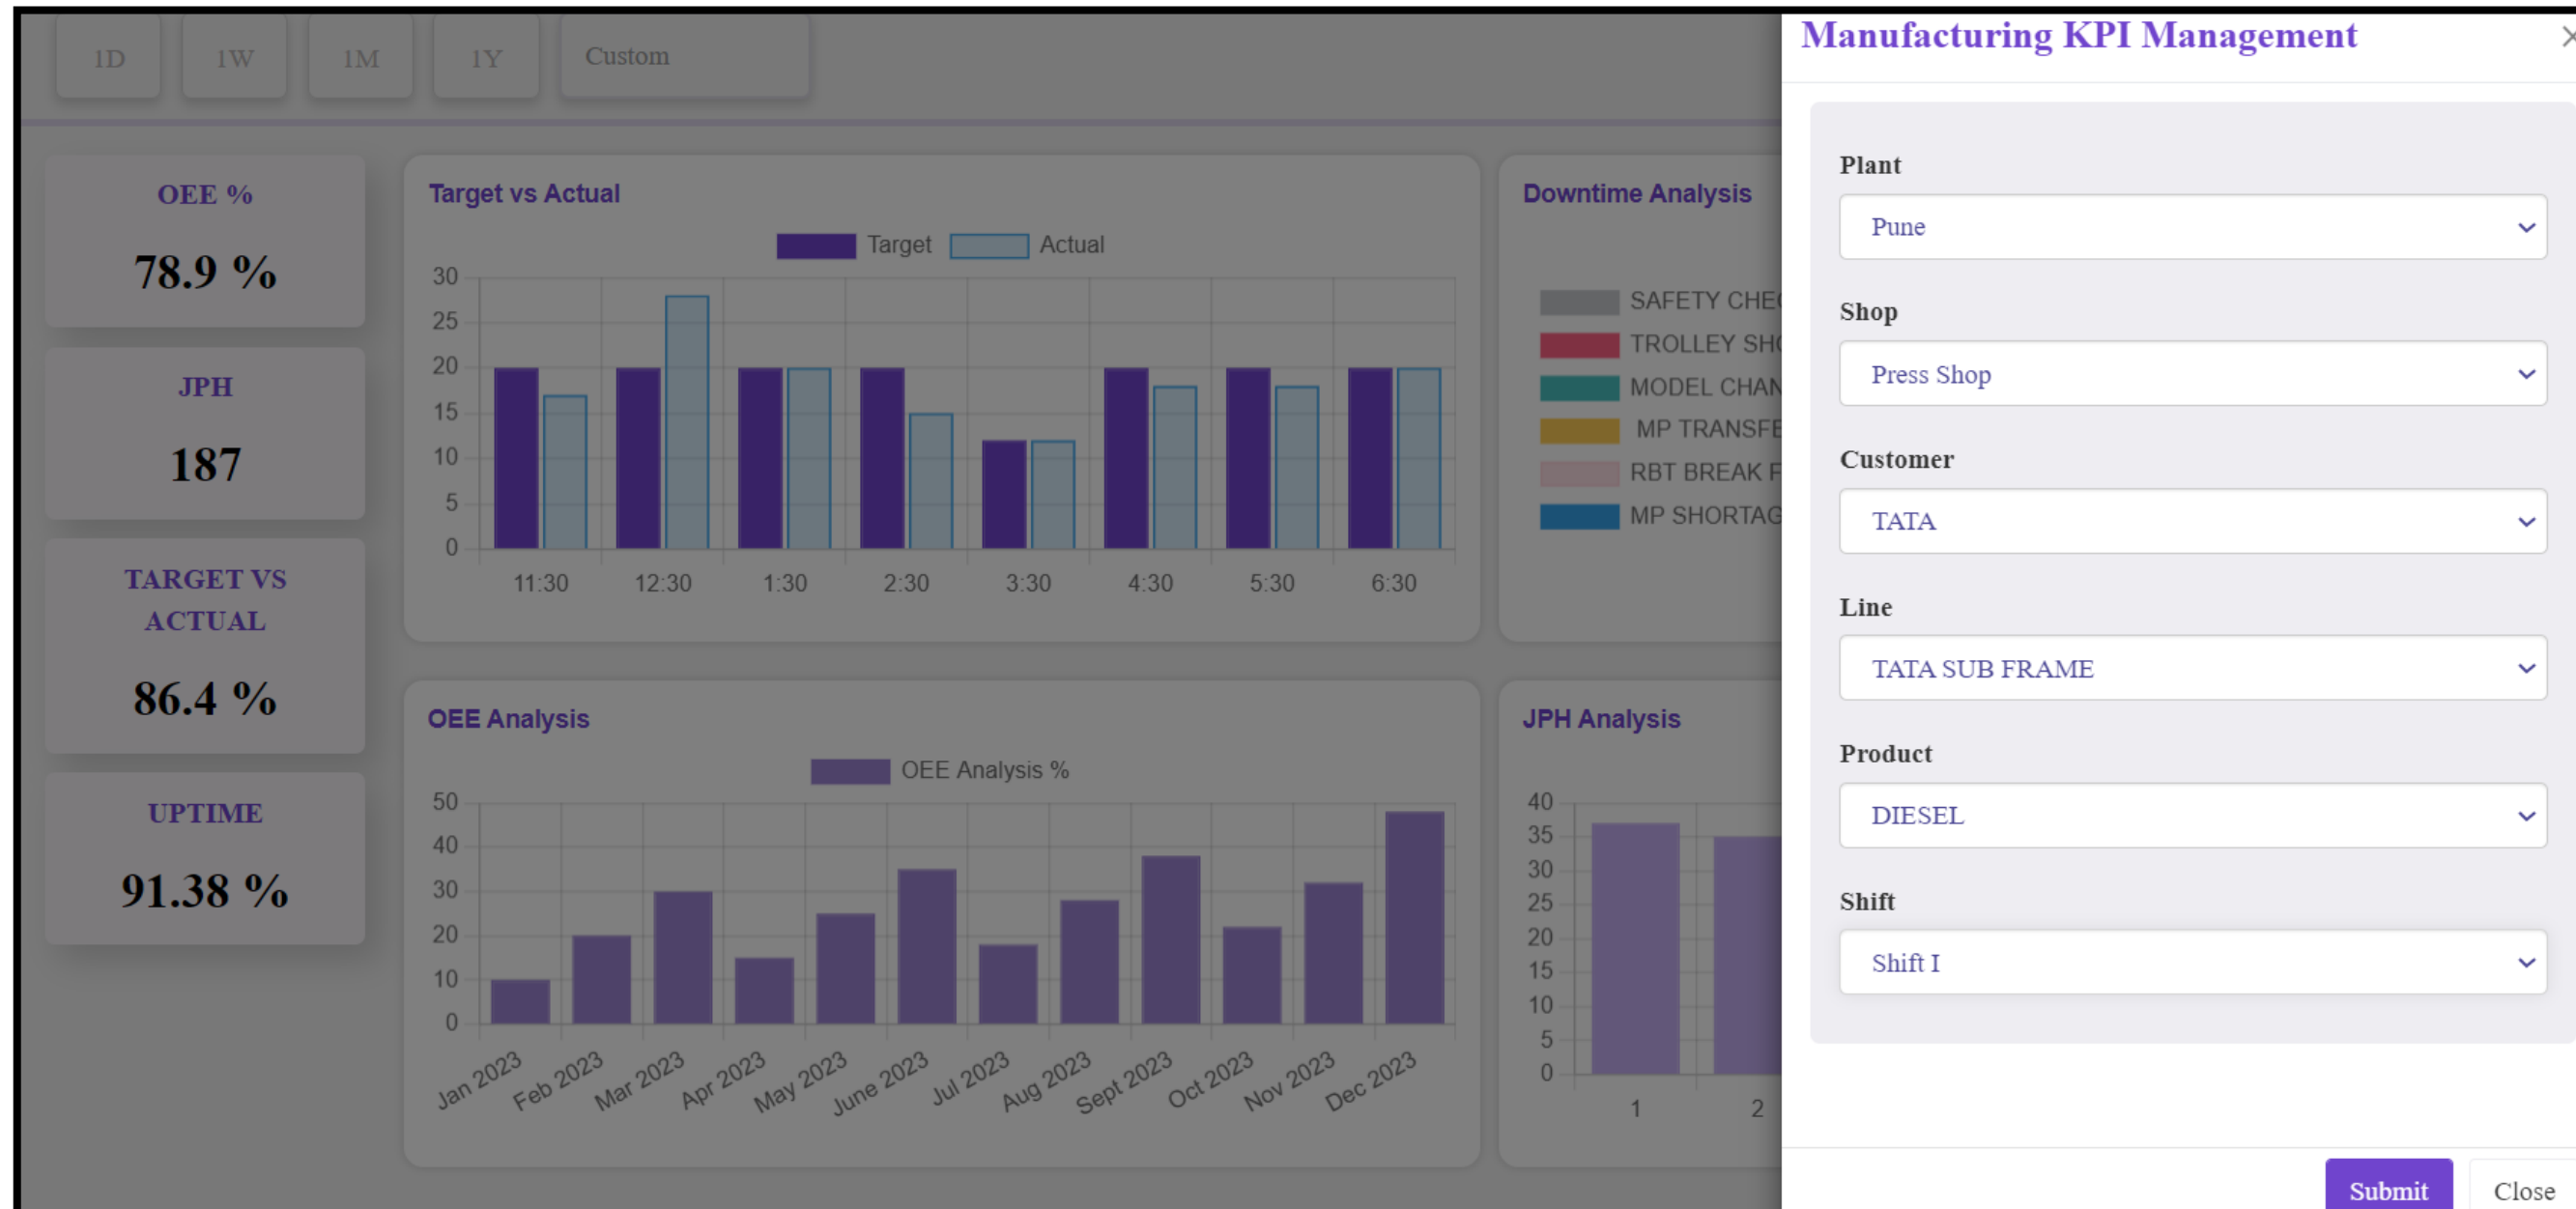 1D 1W 1M 1Y Custom
OEE %
78.9 %
JPH
187
TARGET VS
ACTUAL
86.4 %
UPTIME
91.38 %
Target vs Actual
Target Actual
30
25
20
15
10
5
0
11:30 12:30 1:30 2:30 3:30 4:30 5:30 6:30
Downtime Analysis
SAFETY
TROLLEY
MODEL
MP
RBT BREAK
MP
OEE Analysis
OEE Analysis %
50
40
30
20
10
0
Jan 2023 Feb 2023 Mar 2023 Apr 2023 May 2023 June 2023 Jul 2023 Aug 2023 Sept 2023 Oct 2023 Nov 2023 Dec 2023
JPH Analysis
40
35
30
25
20
15
10
5
0
1 2
Manufacturing KPI Management
Plant
Pune
Shop
Press Shop
Customer
TATA
Line
TATA SUB FRAME
Product
DIESEL
Shift
Shift I
Submit Close